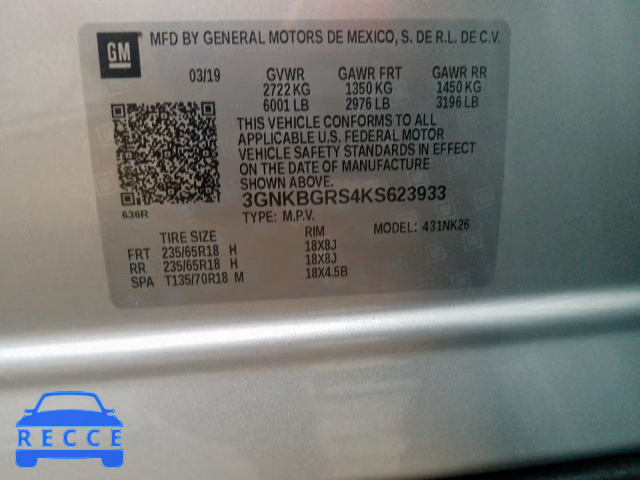 GM
MFD BY GENERAL MOTORS DE MEXICO, S. DE R.L. DE C.V.
03/19 GVWR GAWR FRT GAWR RR
2722 KG 1350 KG 1450 KG
6001 LB 2976 LB 3196 LB
THIS VEHICLE CONFORMS TO ALL
APPLICABLE U.S. FEDERAL MOTOR
VEHICLE SAFETY STANDARDS IN EFFECT
ON THE DATE OF MANUFACTURE
SHOWN ABOVE.
636R
3GNKBGRS4KS623933
TYPE: M.P.V. MODEL: 431NK26
TIRE SIZE RIM
FRT 235/65R18 H 18X8J
RR 235/65R18 H 18X8J
SPA T135/70R18 M 18X4.5B
RECCE